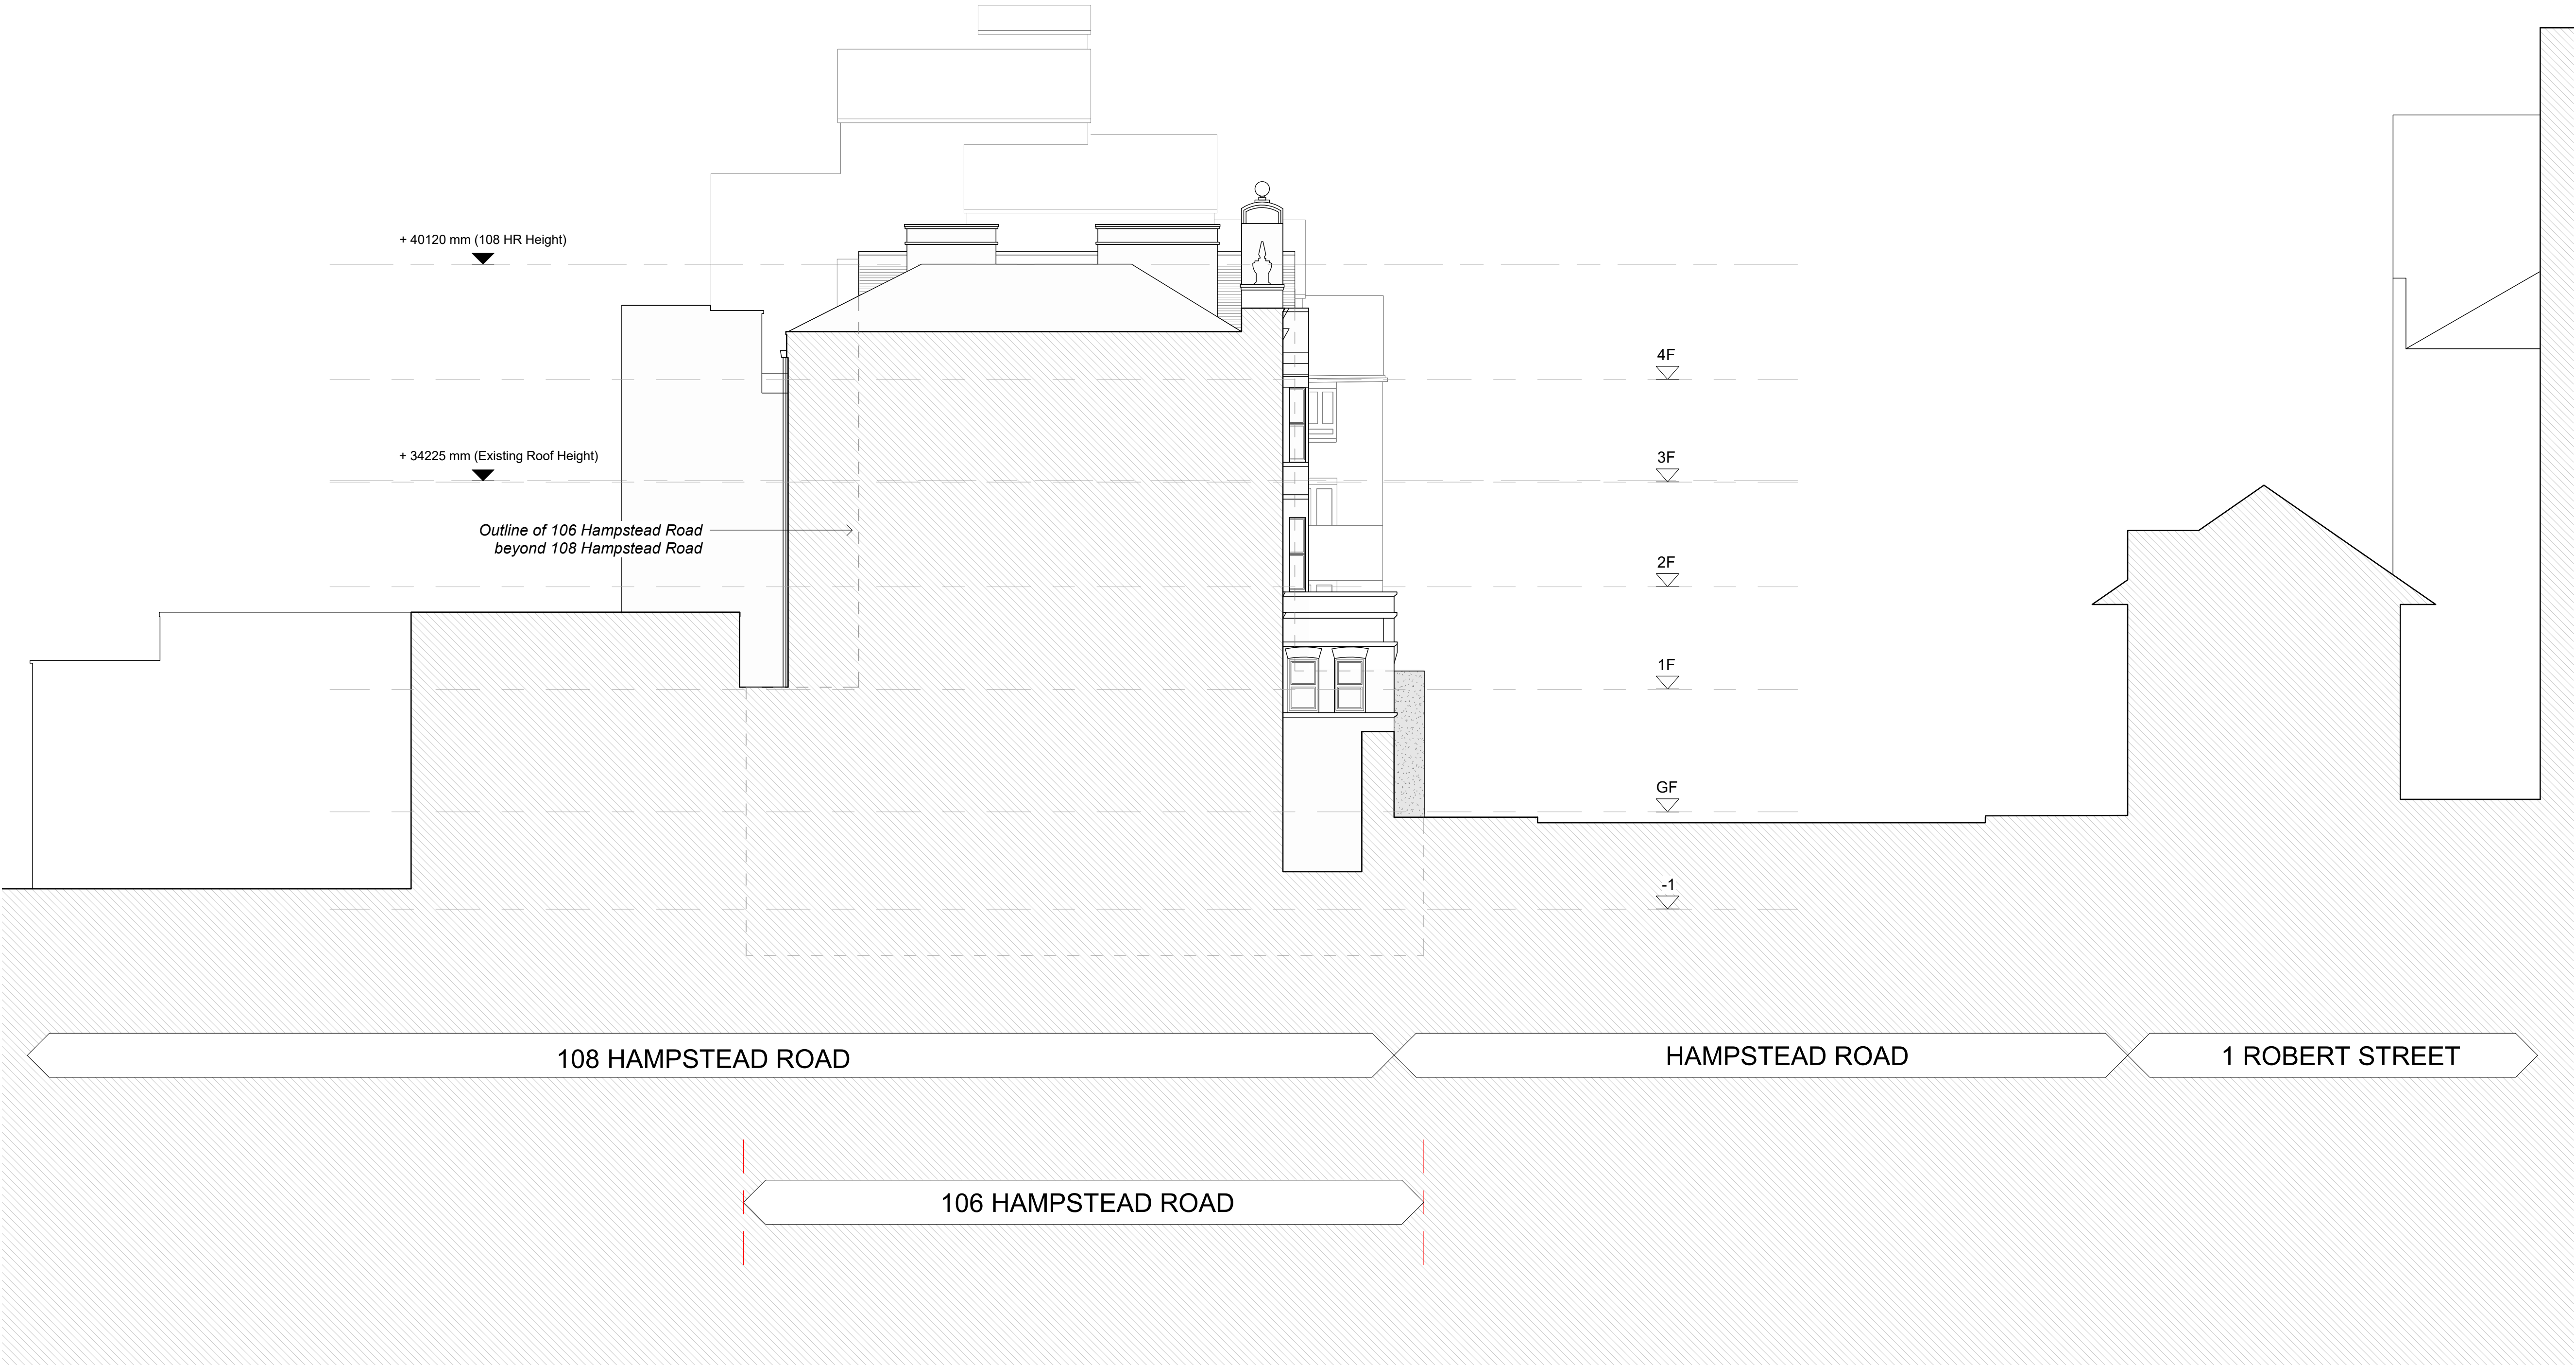 + 40120 mm (108 HR Height)
4F
+ 34225 mm (Existing Roof Height)
3F
Outline of 106 Hampstead Road
beyond 108 Hampstead Road
2F
1F
GF
-1
108 HAMPSTEAD ROAD
HAMPSTEAD ROAD
1 ROBERT STREET
106 HAMPSTEAD ROAD